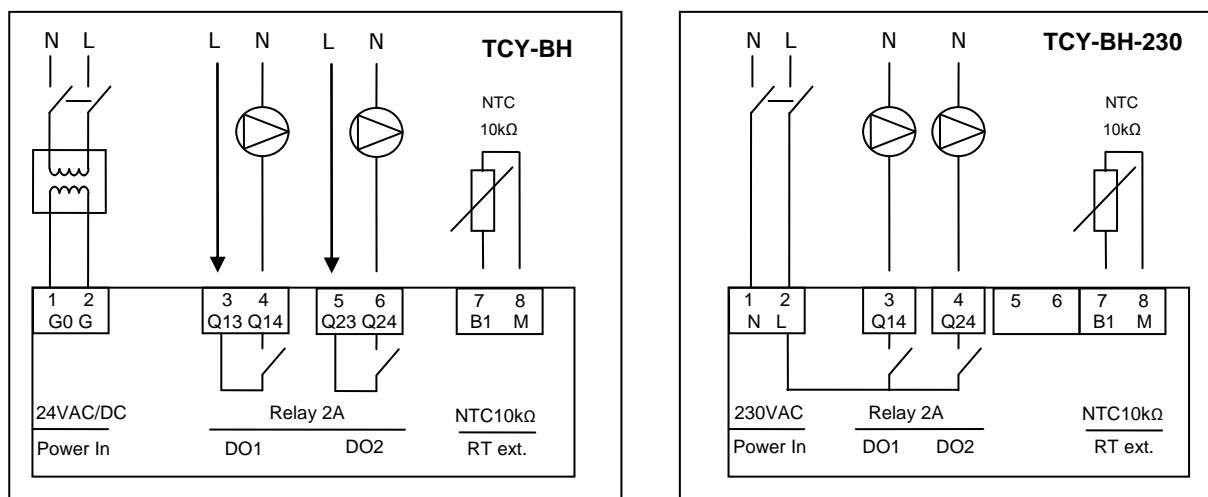 N L L N L N TCY-BH
NTC
10kΩ
1 2 3 4 5 6 7 8
G0 G Q13 Q14 Q23 Q24 B1 M
24VAC/DC Relay 2A NTC10kΩ
Power In DO1 DO2 RT ext.
N L N N TCY-BH-230
NTC
10kΩ
1 2 3 4 5 6 7 8
N L Q14 Q24 B1 M
230VAC Relay 2A NTC10kΩ
Power In DO1 DO2 RT ext.